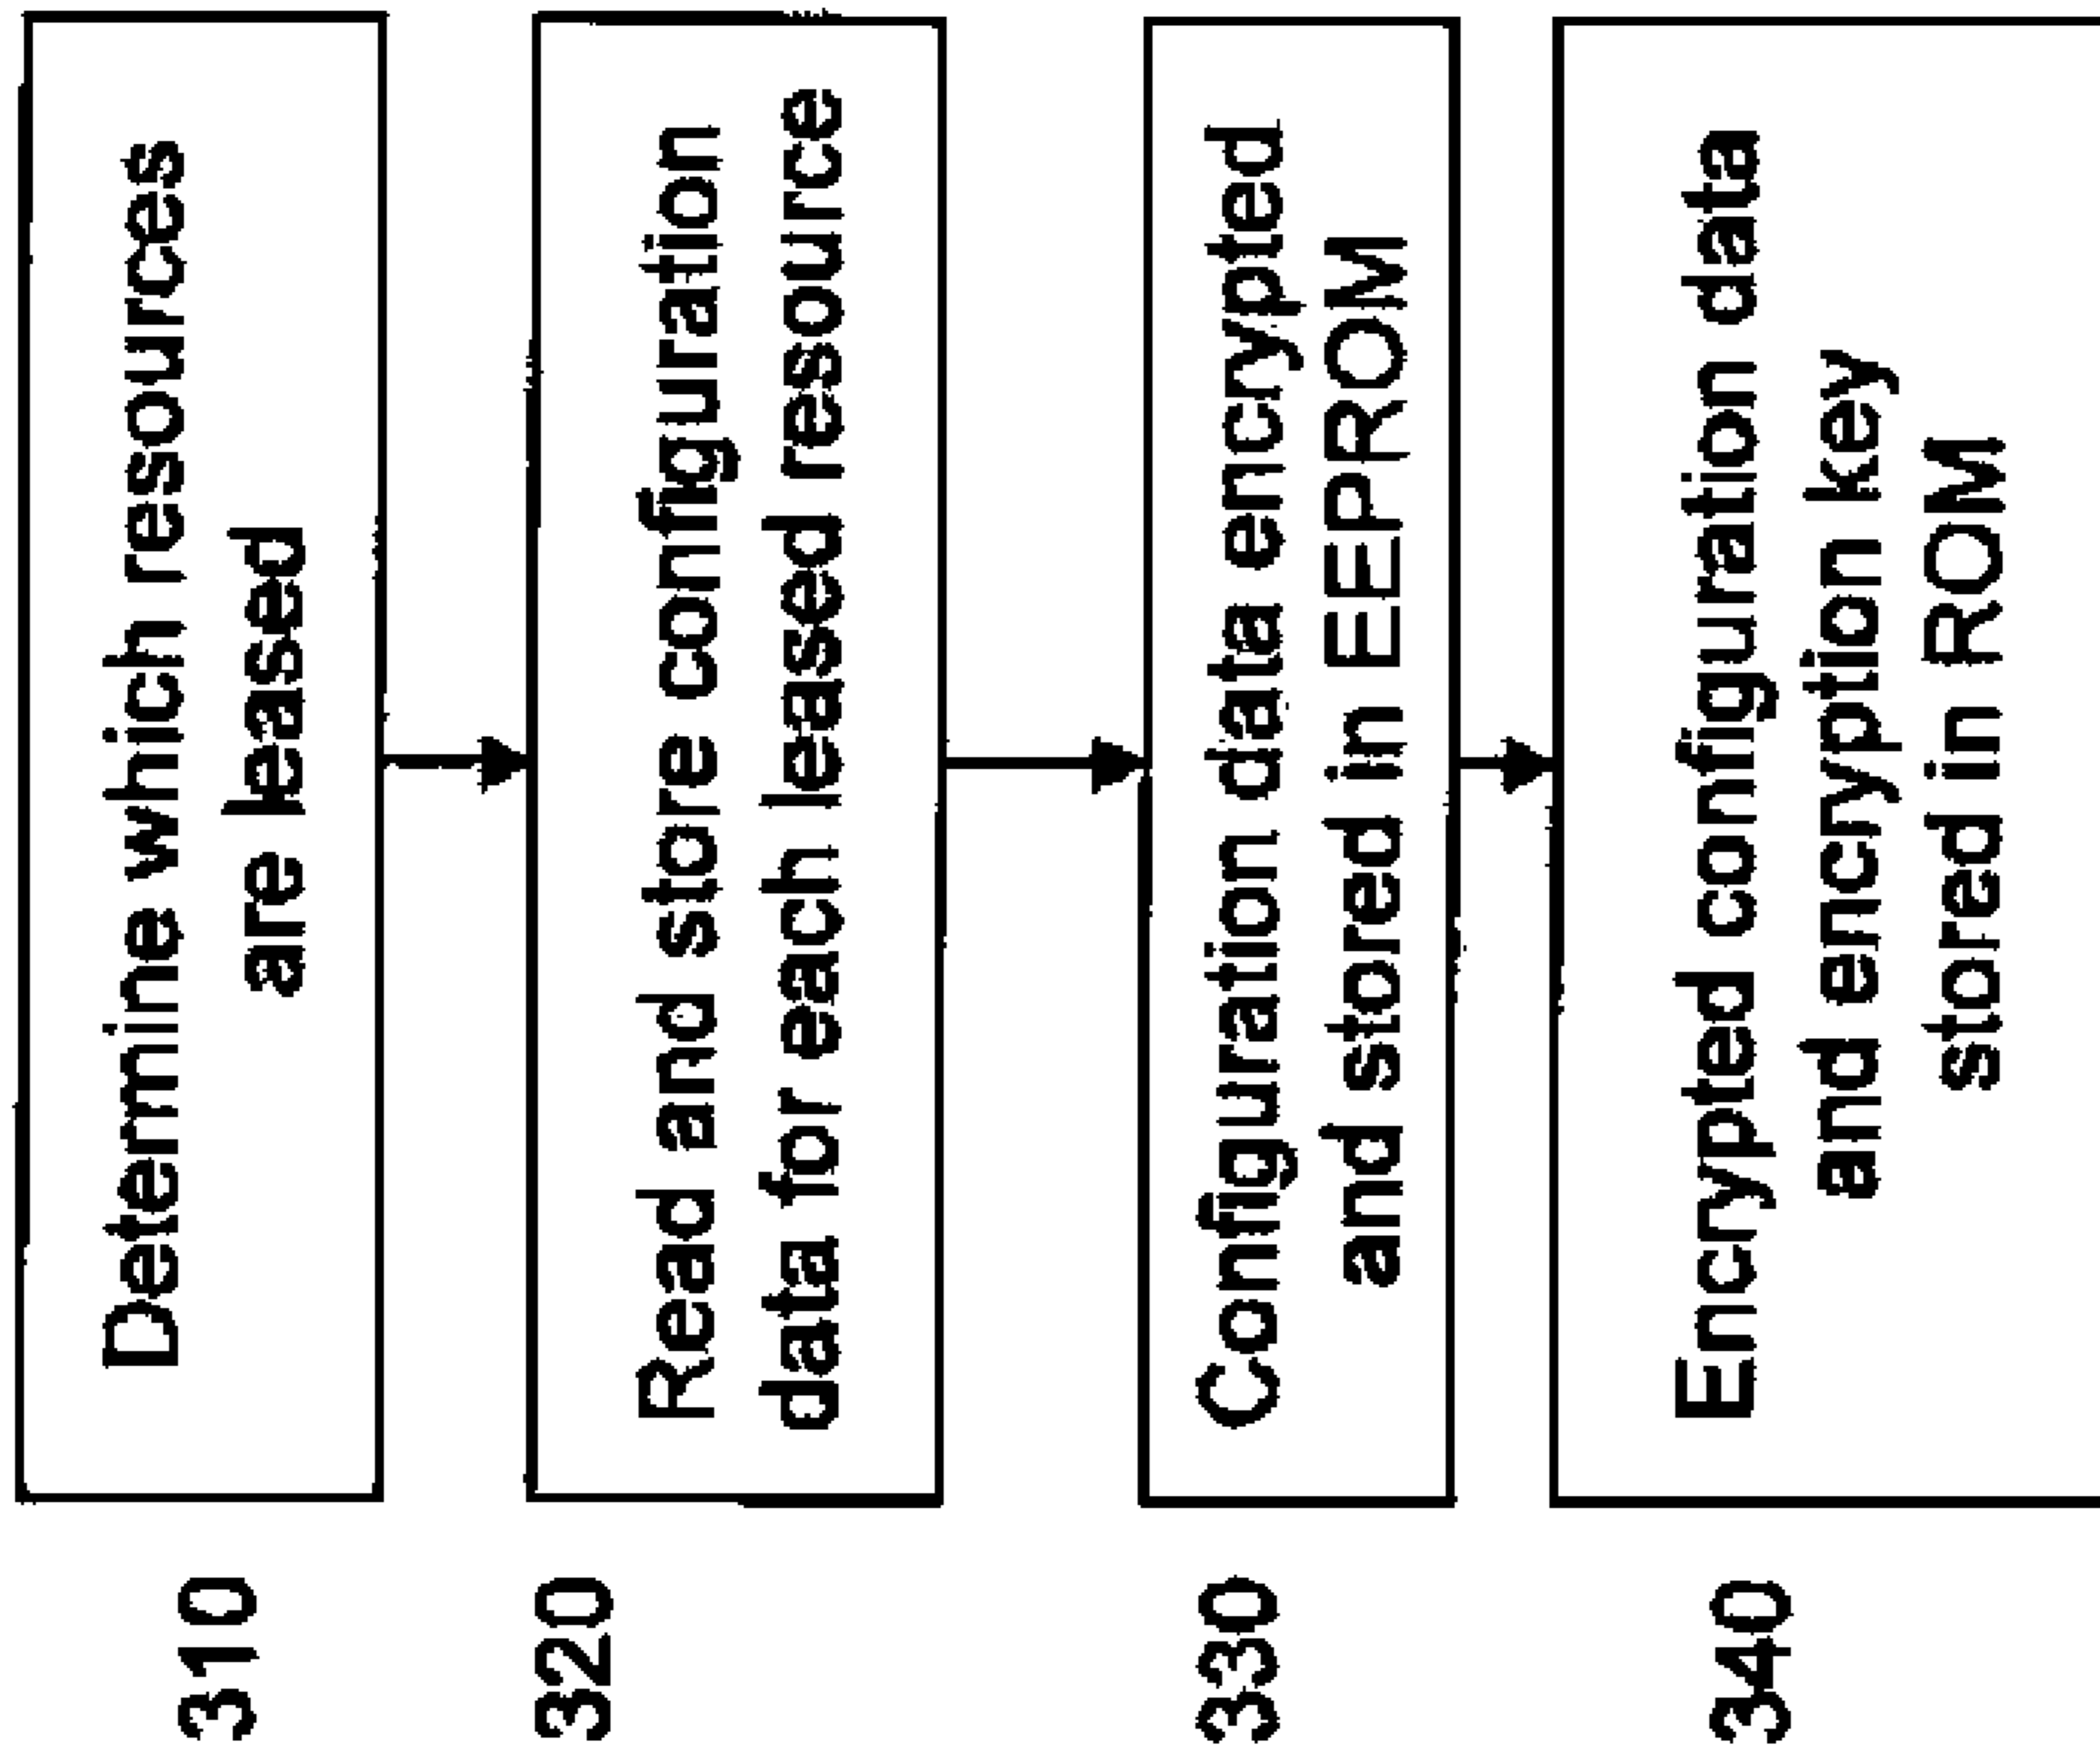 310
Determine which resources
are leased
320
Read and store configuration
data for each leased resource
330
Configuration data encrypted
and stored in EEPROM
340
Encrypted configuration data
and encryption key
stored in ROM